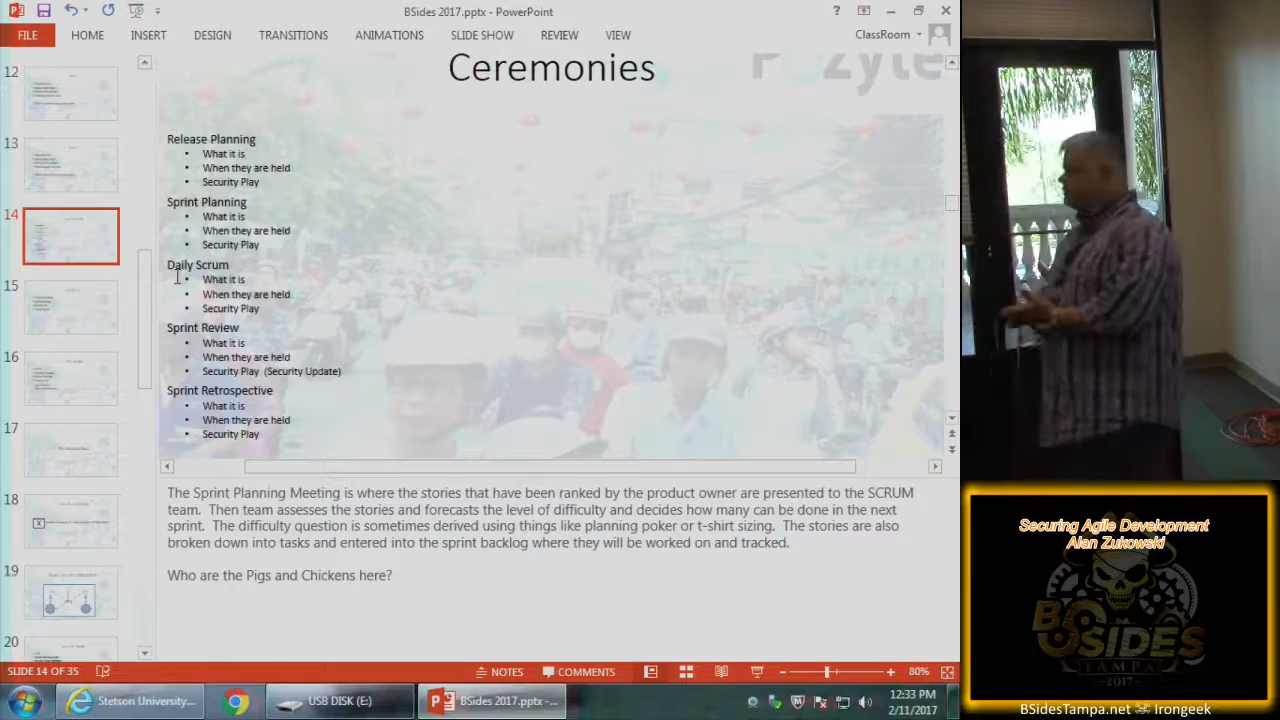 BSides 2017.pptx - PowerPoint
FILE
HOME
INSERT
DESIGN
TRANSITIONS
ANIMATIONS
SLIDE SHOW
REVIEW
VIEW
ClassRoom
12
13
14
15
16
17
18
19
20
Ceremonies
Release Planning
• What it is
• When they are held
• Security Play
Sprint Planning
• What it is
• When they are held
• Security Play
Daily Scrum
• What it is
• When they are held
• Security Play
Sprint Review
• What it is
• When they are held
• Security Play (Security Update)
Sprint Retrospective
• What it is
• When they are held
• Security Play
The Sprint Planning Meeting is where the stories that have been ranked by the product owner are presented to the SCRUM
team. Then team assesses the stories and forecasts the level of difficulty and decides how many can be done in the next
sprint. The difficulty question is sometimes derived using things like planning poker or t-shirt sizing. The stories are also
broken down into tasks and entered into the sprint backlog where they will be worked on and tracked.
Who are the Pigs and Chickens here?
SLIDE 14 OF 35
NOTES
COMMENTS
80%
Stetson University...
USB DISK (E:)
BSides 2017.pptx -...
12:33 PM
2/11/2017
Securing Agile Development
Alan Zukowski
BSIDES
TAMPA
2017
BSidesTampa.net Irongeek